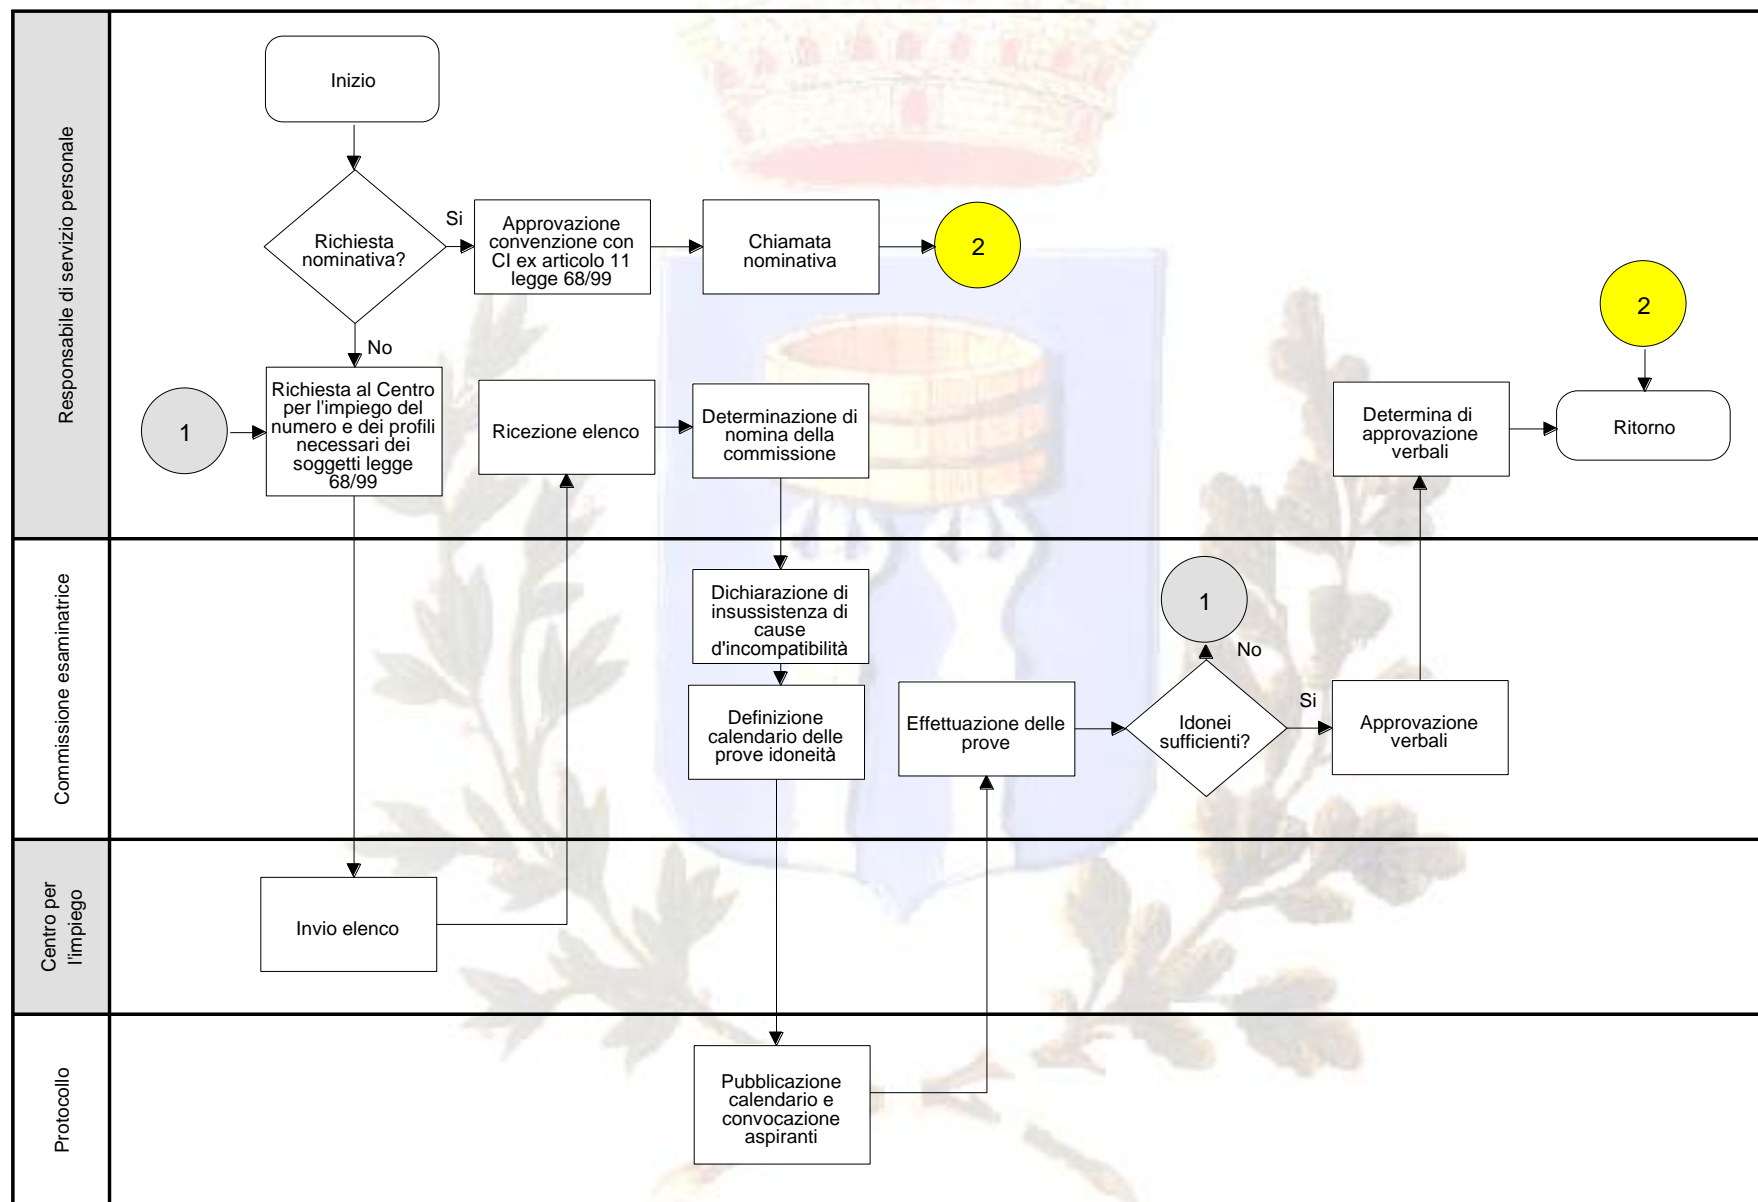 Responsabile di servizio personale
Inizio
Richiesta
nominativa?
Si
Approvazione
convenzione con
CI ex articolo 11
legge 68/99
Chiamata
nominativa
2
No
1
Richiesta al Centro
per l'impiego del
numero e dei profili
necessari dei
soggetti legge
68/99
Ricezione elenco
Determinazione di
nomina della
commissione
Determina di
approvazione
verbali
2
Ritorno
Commissione esaminatrice
Dichiarazione di
insussistenza di
cause
d'incompatibilità
Definizione
calendario delle
prove idoneità
Effettuazione delle
prove
1
No
Idonei
sufficienti?
Si
Approvazione
verbali
Centro per
l'impiego
Invio elenco
Protocollo
Pubblicazione
calendario e
convocazione
aspiranti